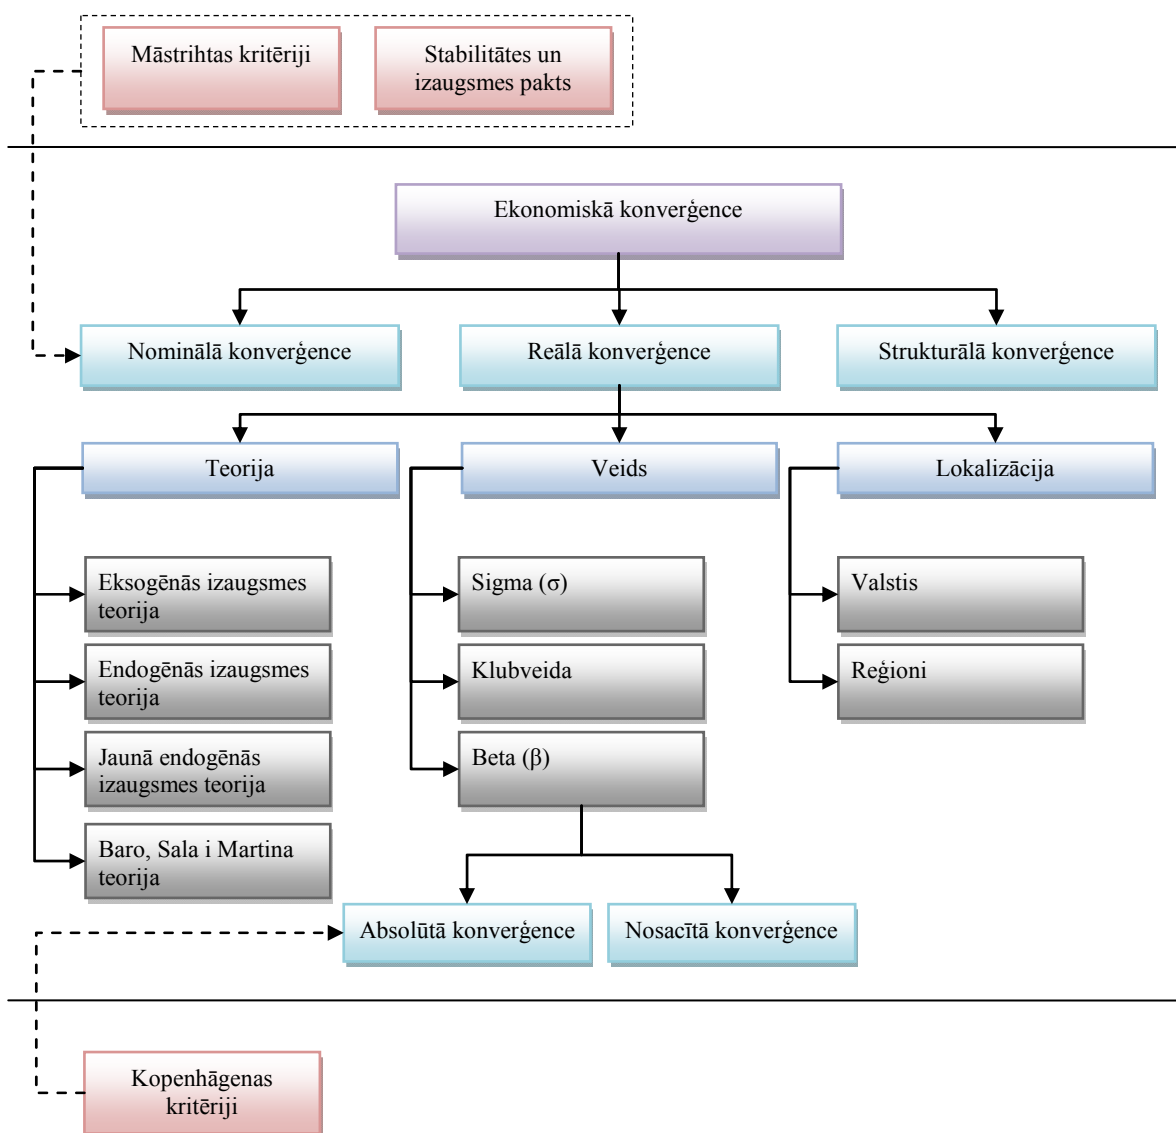 Māstrihtas kritēriji
Stabilitātes un
izaugsmes pakts
Ekonomiskā konverģence
Nominālā konverģence
Reālā konverģence
Strukturālā konverģence
Teorija
Veids
Lokalizācija
Eksogēnās izaugsmes
teorija
Endogēnās izaugsmes
teorija
Jaunā endogēnās
izaugsmes teorija
Baro, Sala i Martina
teorija
Sigma (σ)
Klubveida
Beta (β)
Valstis
Reģioni
Absolūtā konverģence
Nosacītā konverģence
Kopenhāgenas
kritēriji